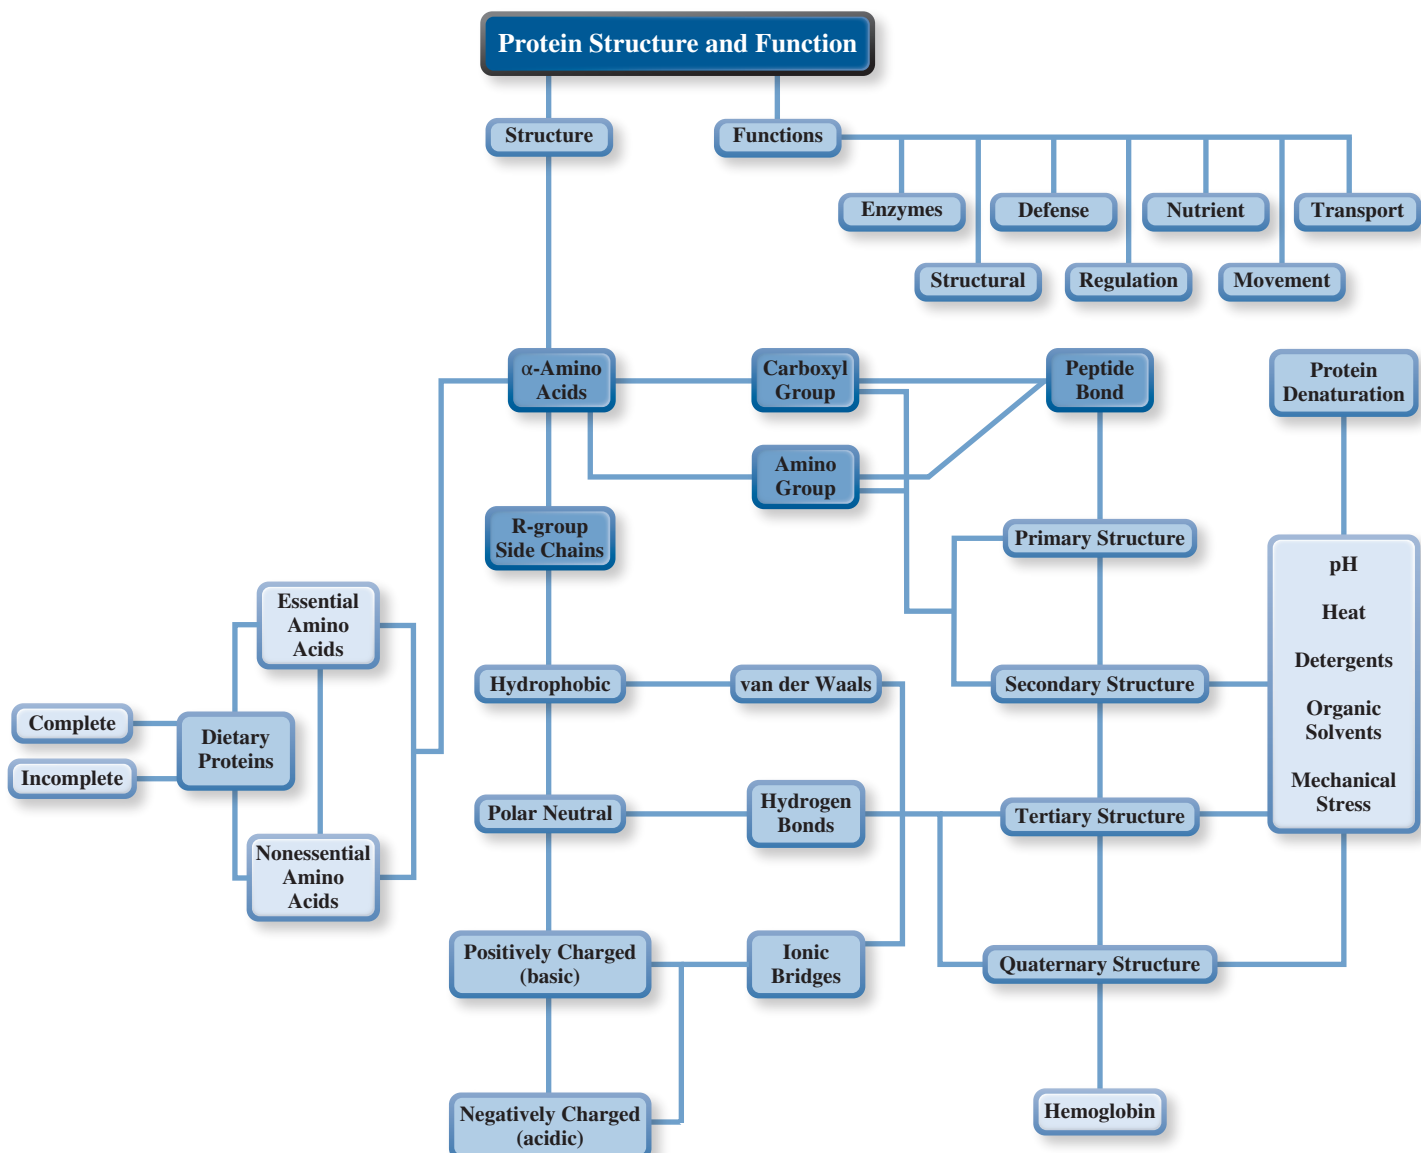 Protein Structure and Function
Structure
Functions
Enzymes
Defense
Nutrient
Transport
Structural
Regulation
Movement
α-Amino
Acids
Carboxyl
Group
Peptide
Bond
Protein
Denaturation
Amino
Group
R-group
Side Chains
Primary Structure
pH
Heat
Detergents
Organic
Solvents
Mechanical
Stress
Essential
Amino
Acids
Hydrophobic
van der Waals
Secondary Structure
Complete
Incomplete
Dietary
Proteins
Polar Neutral
Hydrogen
Bonds
Tertiary Structure
Nonessential
Amino
Acids
Positively Charged
(basic)
Ionic
Bridges
Quaternary Structure
Negatively Charged
(acidic)
Hemoglobin